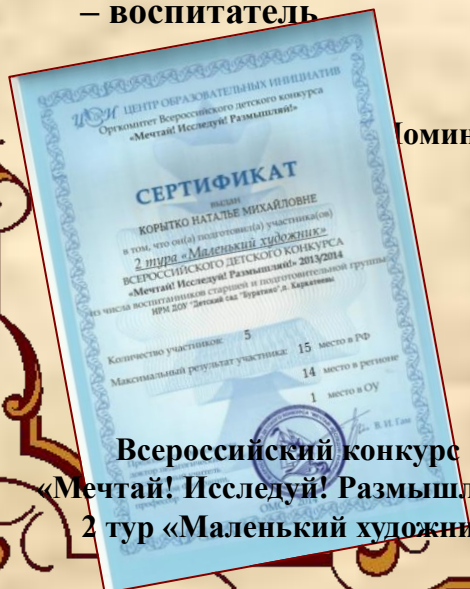 – воспитатель
ЦОИ ЦЕНТР ОБРАЗОВАТЕЛЬНЫХ ИНИЦИАТИВ
Оргкомитет Всероссийского детского конкурса
«Мечтай! Исследуй! Размышляй!»
СЕРТИФИКАТ
выдан
КОРЫТКО НАТАЛЬЕ МИХАЙЛОВНЕ
в том, что он(а) подготовил(а) участника(ов)
2 тура «Маленький художник»
ВСЕРОССИЙСКОГО ДЕТСКОГО КОНКУРСА
«Мечтай! Исследуй! Размышляй!» 2013/2014
из числа воспитанников старшей и подготовительной группы
НРМ ДОУ "Детский сад "Буратино", п. Каркатеевы
Количество участников: 5
Максимальный результат участника: 15 место в РФ
14 место в регионе
1 место в ОУ
В. И. Гам
Всероссийский конкурс
«Мечтай! Исследуй! Размышл
2 тур «Маленький художни